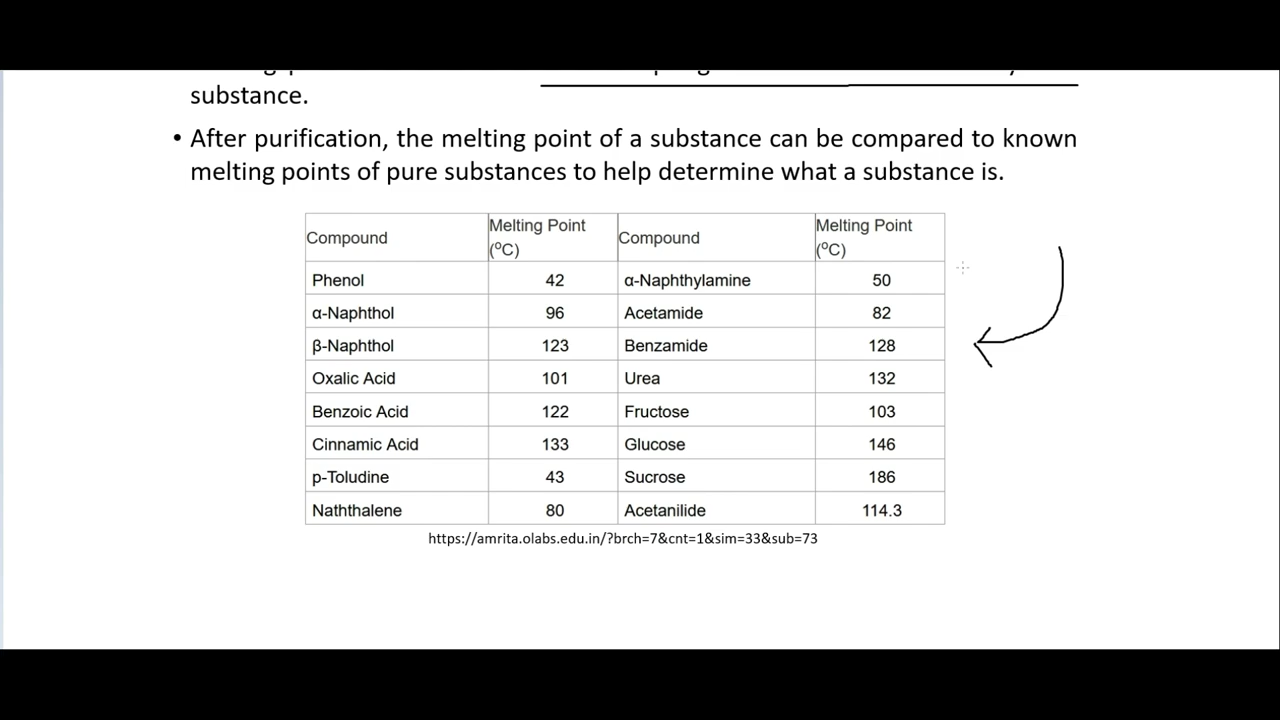 substance.
• After purification, the melting point of a substance can be compared to known
melting points of pure substances to help determine what a substance is.
Compound Melting Point (ºC) Compound Melting Point (ºC)
Phenol 42 α-Naphthylamine 50
α-Naphthol 96 Acetamide 82
β-Naphthol 123 Benzamide 128
Oxalic Acid 101 Urea 132
Benzoic Acid 122 Fructose 103
Cinnamic Acid 133 Glucose 146
p-Toludine 43 Sucrose 186
Naththalene 80 Acetanilide 114.3
https://amrita.olabs.edu.in/?brch=7&cnt=1&sim=33&sub=73